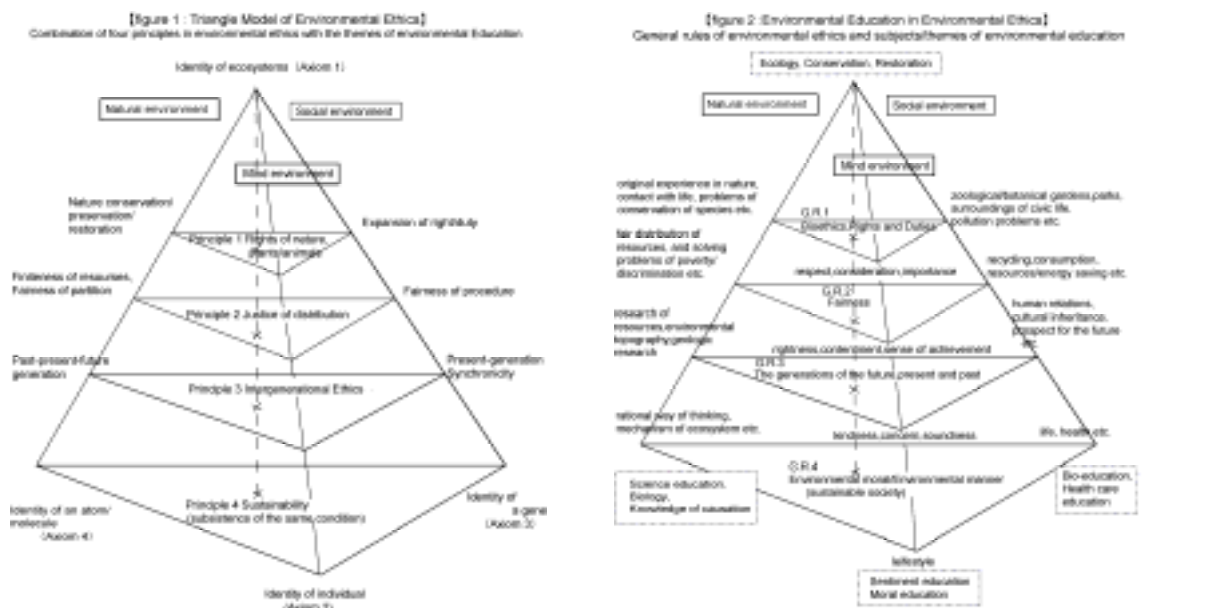 【figure 1 : Triangle Model of Environmental Ethics】
Combination of four principles in environmental ethics with the themes of environmental Education
Identity of ecosystems (Axiom 1)
Natural environment
Social environment
Mind environment
Nature conservation/
preservation/
restoration
Expansion of right/duty
Principle 1 Rights of nature,
plants/animals
Finiteness of resourses,
Fairness of partition
Fairness of procedure
Principle 2 Justice of distribution
Past-present-future
generation
Present-generation
Synchronicity
Principle 3 Intergenerational Ethics
Principle 4 Sustainability
(subsistence of the same condition)
Identity of an atom/
molecule
(Axiom 4)
Identity of
a gene
(Axiom 3)
Identity of individual
【figure 2 :Environmental Education in Environmental Ethics】
General rules of environmental ethics and subjects/themes of environmental education
Ecology, Conservation, Restoration
Natural environment
Social environment
Mind environment
original experience in nature,
contact with life, problems of
conservation of species etc.
zoological/botanical gardens,parks,
surroundings of civic life,
pollution problems etc.
G.R.1
Bioethics,Rights and Duties
fair distribution of
resources, and solving
problems of poverty/
discrimination etc.
respect,consideration,importance
recycling,consumption,
resources/energy saving etc.
G.R.2
Fairness
human relations,
cultural inheritance,
prospect for the future
etc.
research of
resources,environmental
topography,geologic
research
rightness,contentment,sense of achievement
G.R.3
The generations of the future,present and past
rational way of thinking,
mechanism of ecosystem etc.
concern,soundness
life, health,etc.
G.R.4
Environmental moral/Environmental manner
(sustainable society)
Science education,
Biology,
Knowledge of causation
Bio-education,
Health care
education
Sentiment education
Moral education